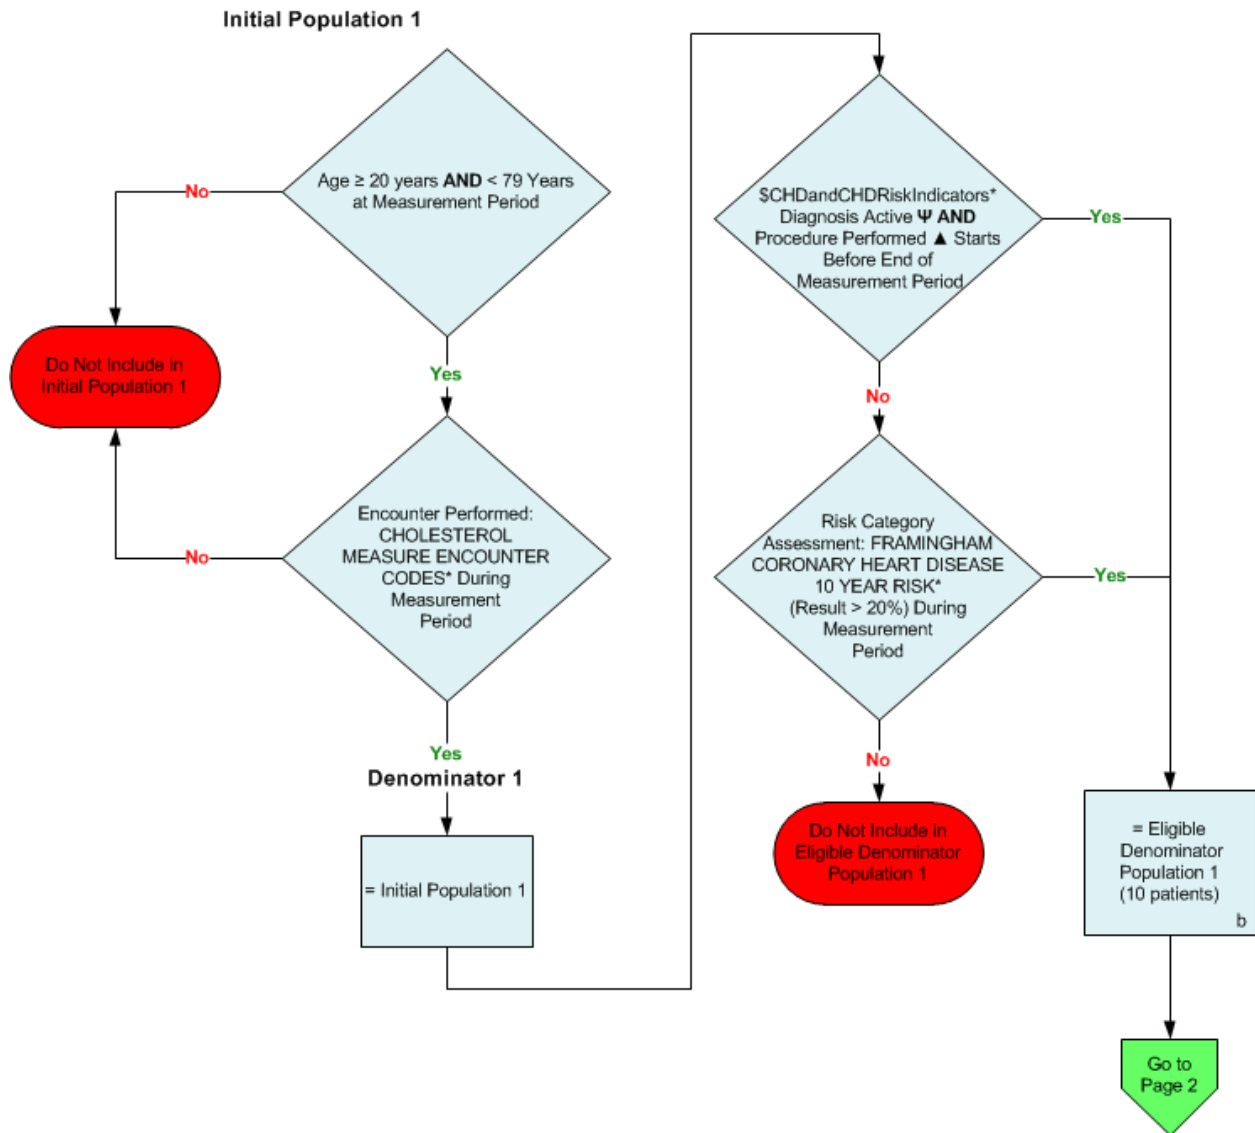 Initial Population 1
Age ≥ 20 years AND < 79 Years
at Measurement Period
No
Do Not Include in
Initial Population 1
Yes
Encounter Performed:
CHOLESTEROL
MEASURE ENCOUNTER
CODES* During
Measurement
Period
No
Yes
Denominator 1
= Initial Population 1
$CHDandCHDRiskIndicators*
Diagnosis Active Ψ AND
Procedure Performed ▲ Starts
Before End of
Measurement Period
Yes
No
Risk Category
Assessment: FRAMINGHAM
CORONARY HEART DISEASE
10 YEAR RISK*
(Result > 20%) During
Measurement
Period
Yes
No
Do Not Include in
Eligible Denominator
Population 1
= Eligible
Denominator
Population 1
(10 patients)
b
Go to
Page 2